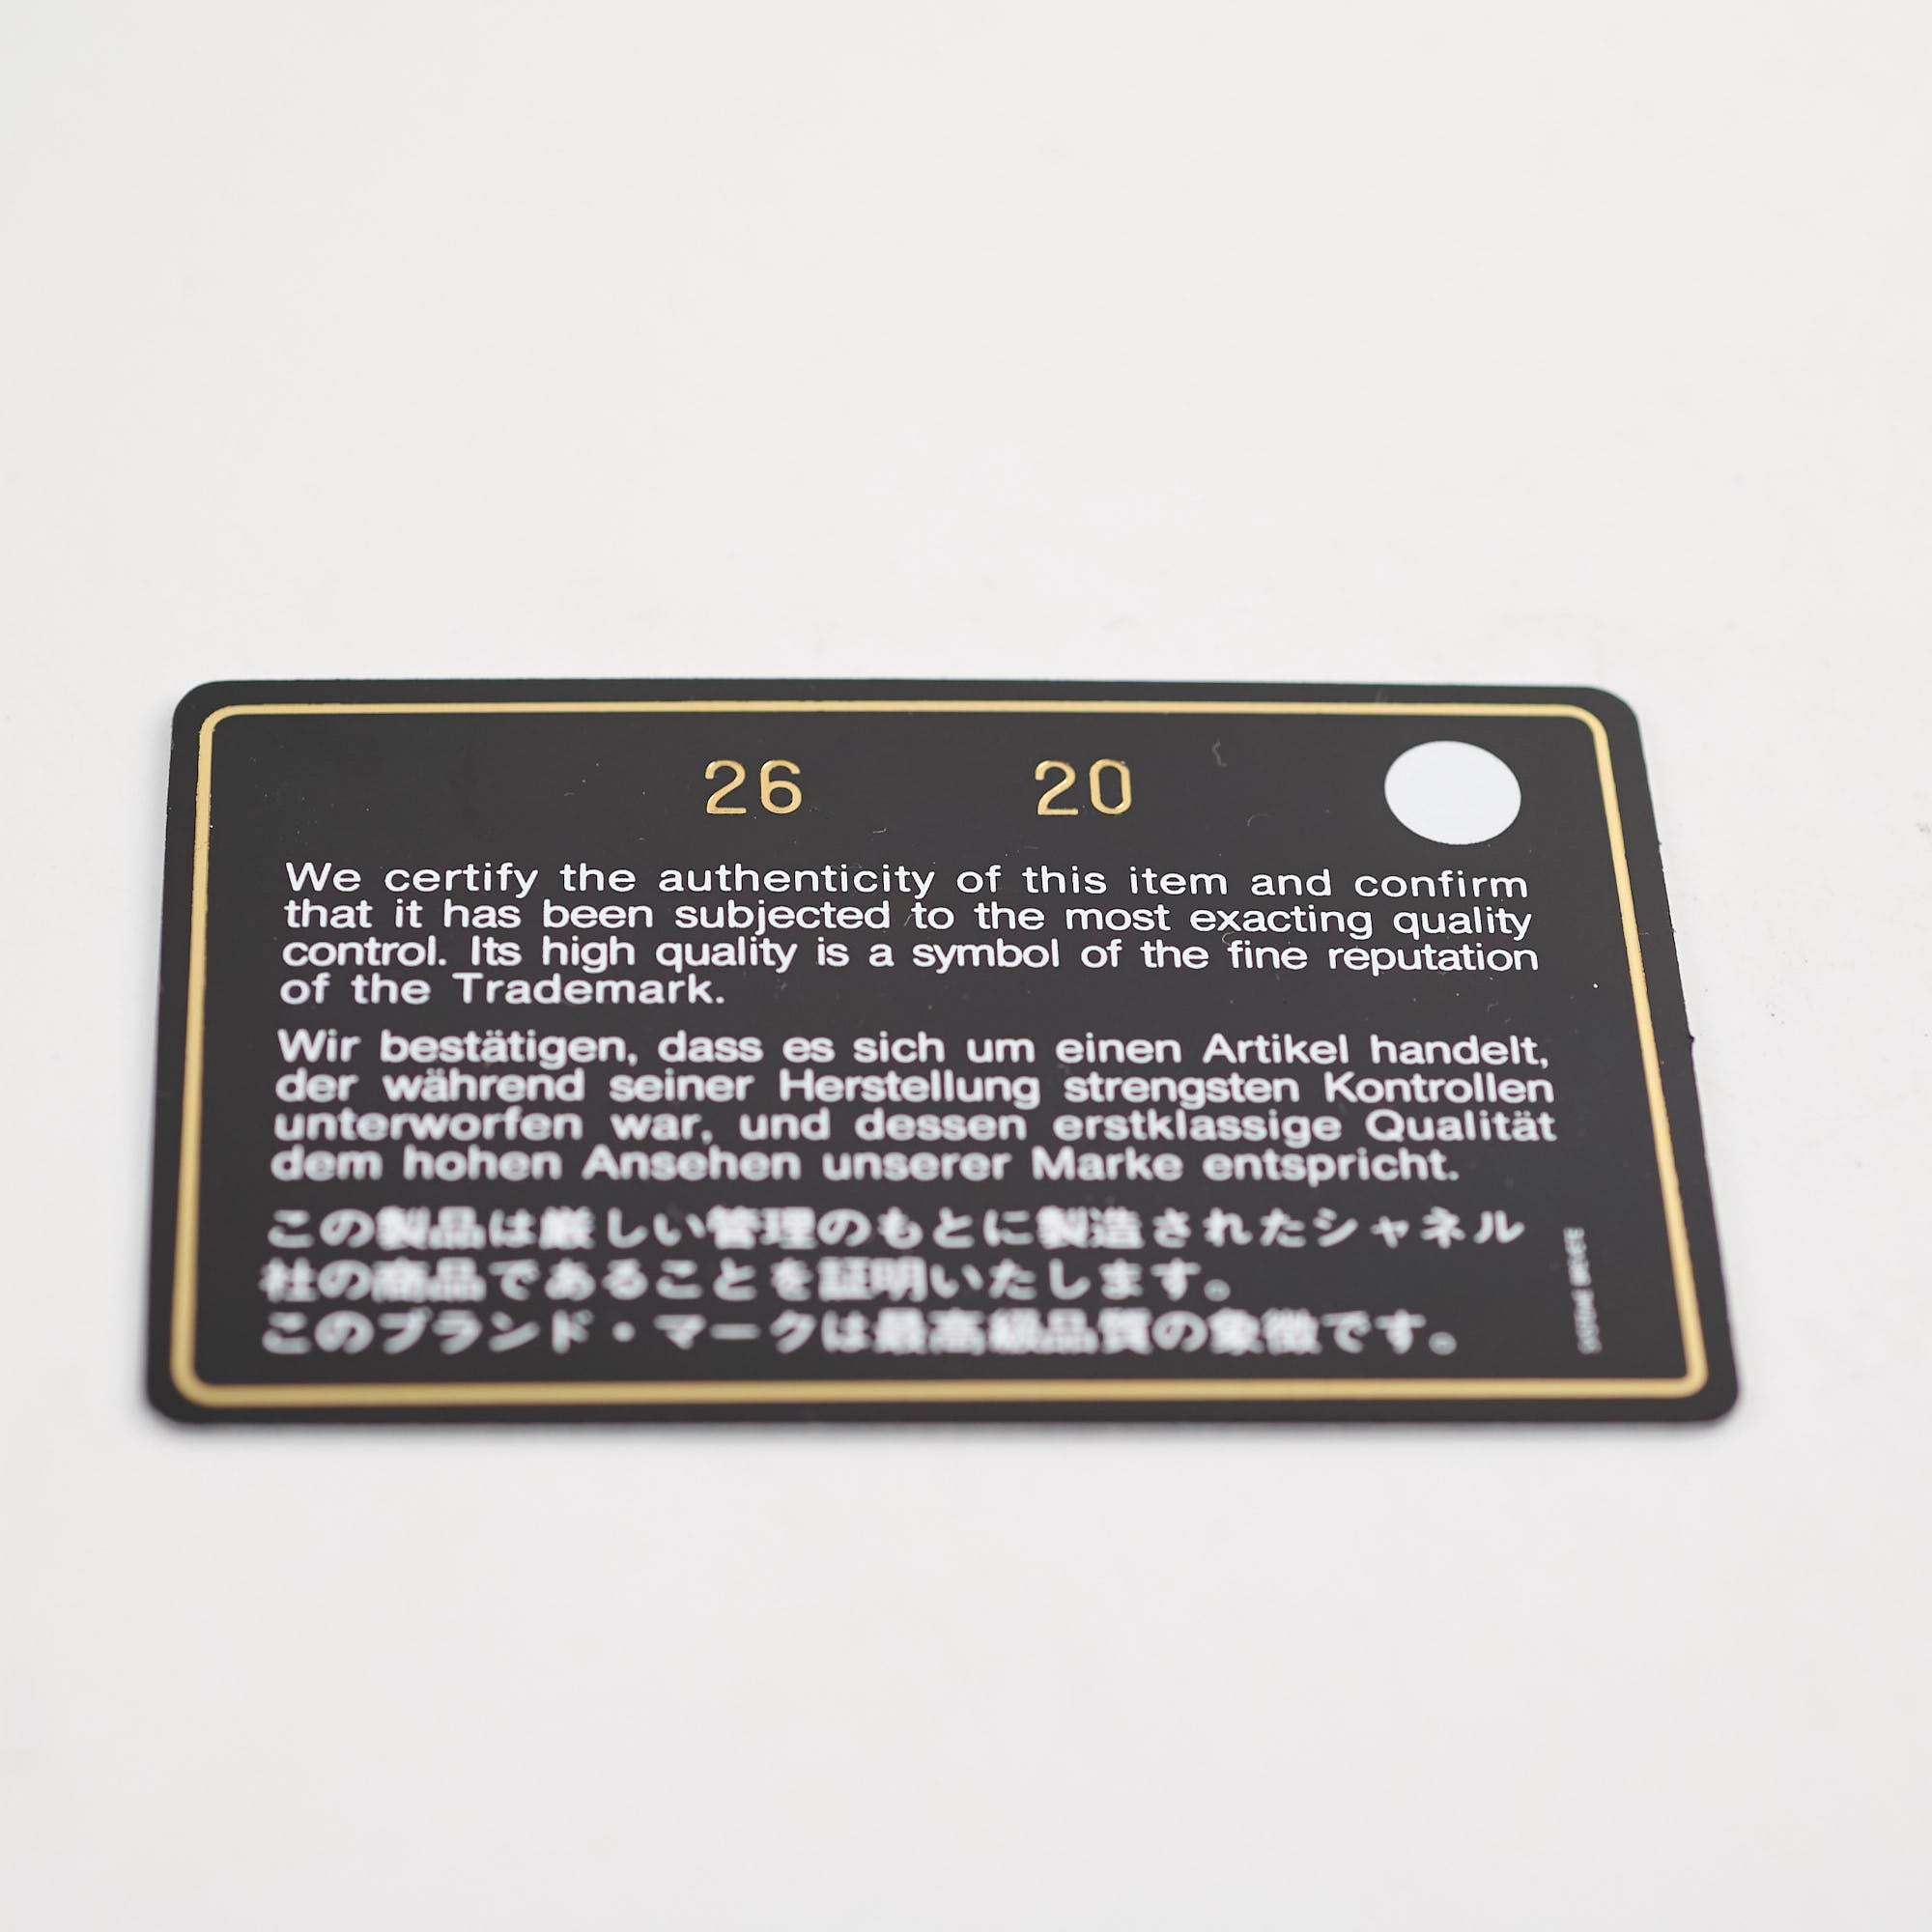 26 20
We certify the authenticity of this item and confirm
that it has been subjected to the most exacting quality
control. Its high quality is a symbol of the fine reputation
of the Trademark.
Wir bestätigen, dass es sich um einen Artikel handelt,
der während seiner Herstellung strengsten Kontrollen
unterworfen war, und dessen erstklassige Qualität
dem hohen Ansehen unserer Marke entspricht.
この製品は厳しい管理のもとに製造されたシャネル
社の商品であることを証明いたします。
このブランド・マークは最高級品質の象徴です。